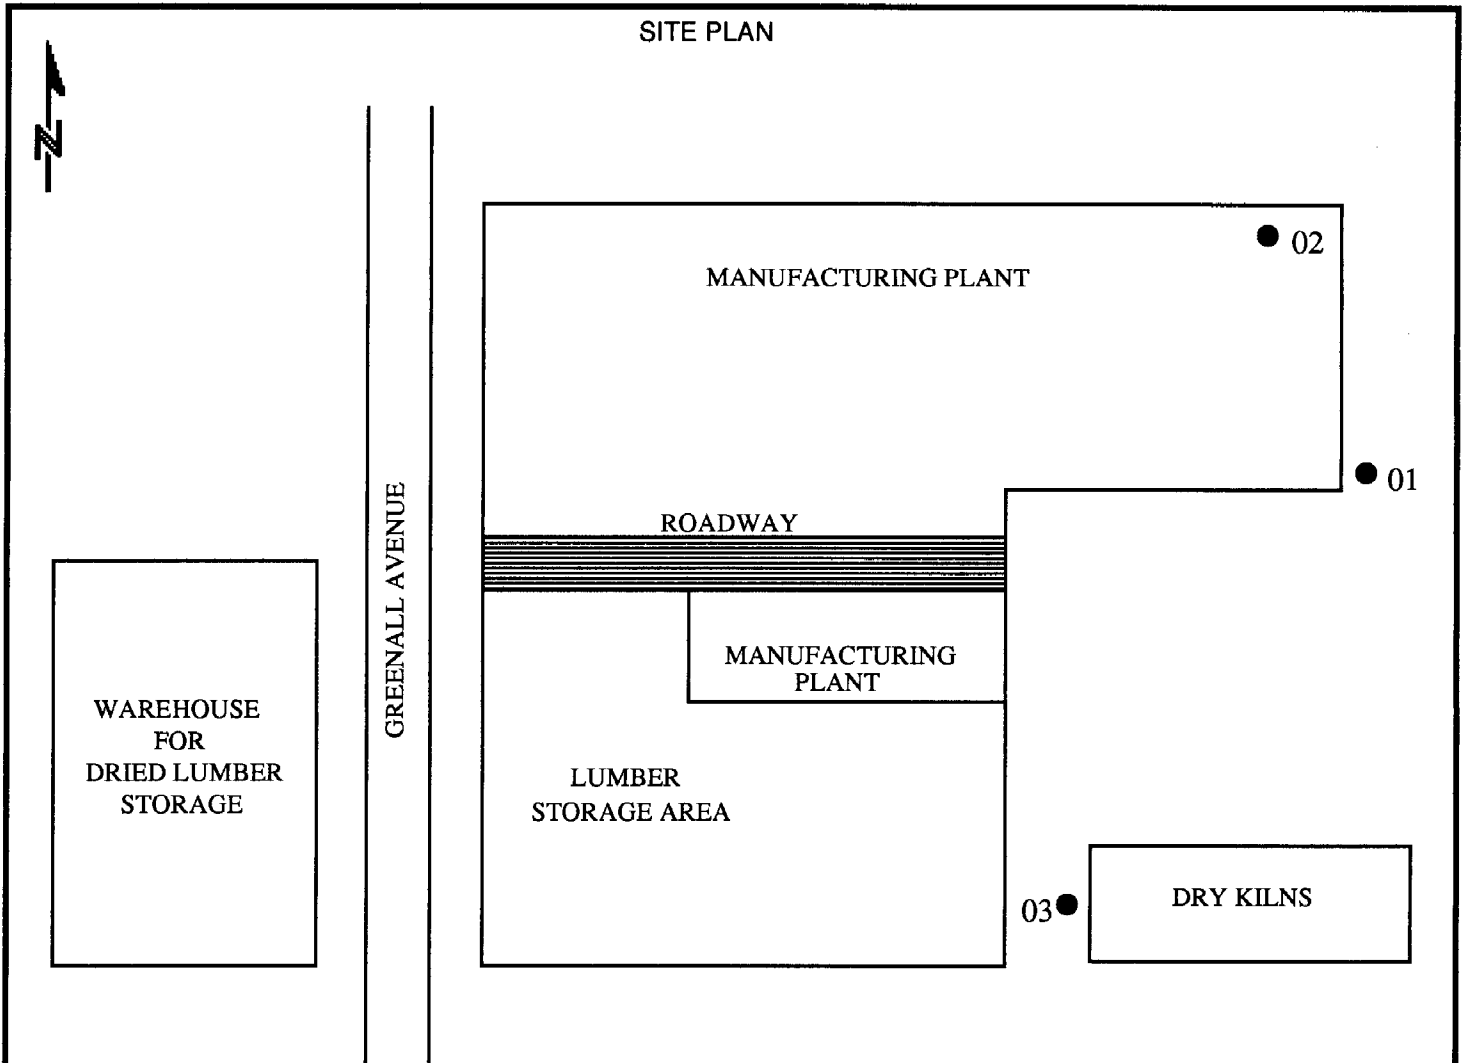 SITE PLAN
N
02
MANUFACTURING PLANT
01
ROADWAY
GREENALL AVENUE
MANUFACTURING
PLANT
WAREHOUSE
FOR
DRIED LUMBER
STORAGE
LUMBER
STORAGE AREA
DRY KILNS
03